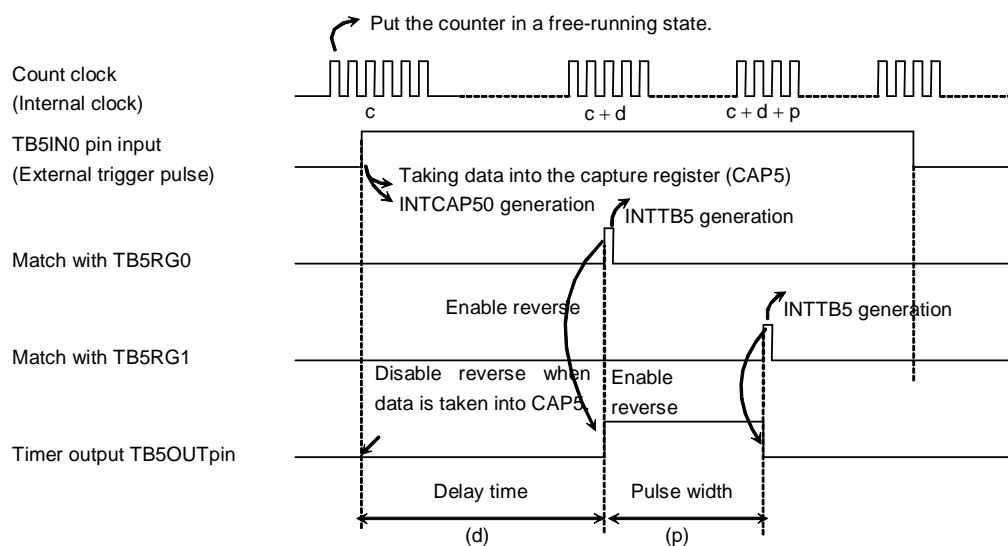 Put the counter in a free-running state.
Count clock
(Internal clock)
c
c + d
c + d + p
TB5IN0 pin input
(External trigger pulse)
Taking data into the capture register (CAP5)
INTCAP50 generation
INTTB5 generation
Match with TB5RG0
Enable reverse
INTTB5 generation
Match with TB5RG1
Disable reverse when
data is taken into CAP5.
Enable
reverse
Timer output TB5OUTpin
Delay time
Pulse width
(d)
(p)